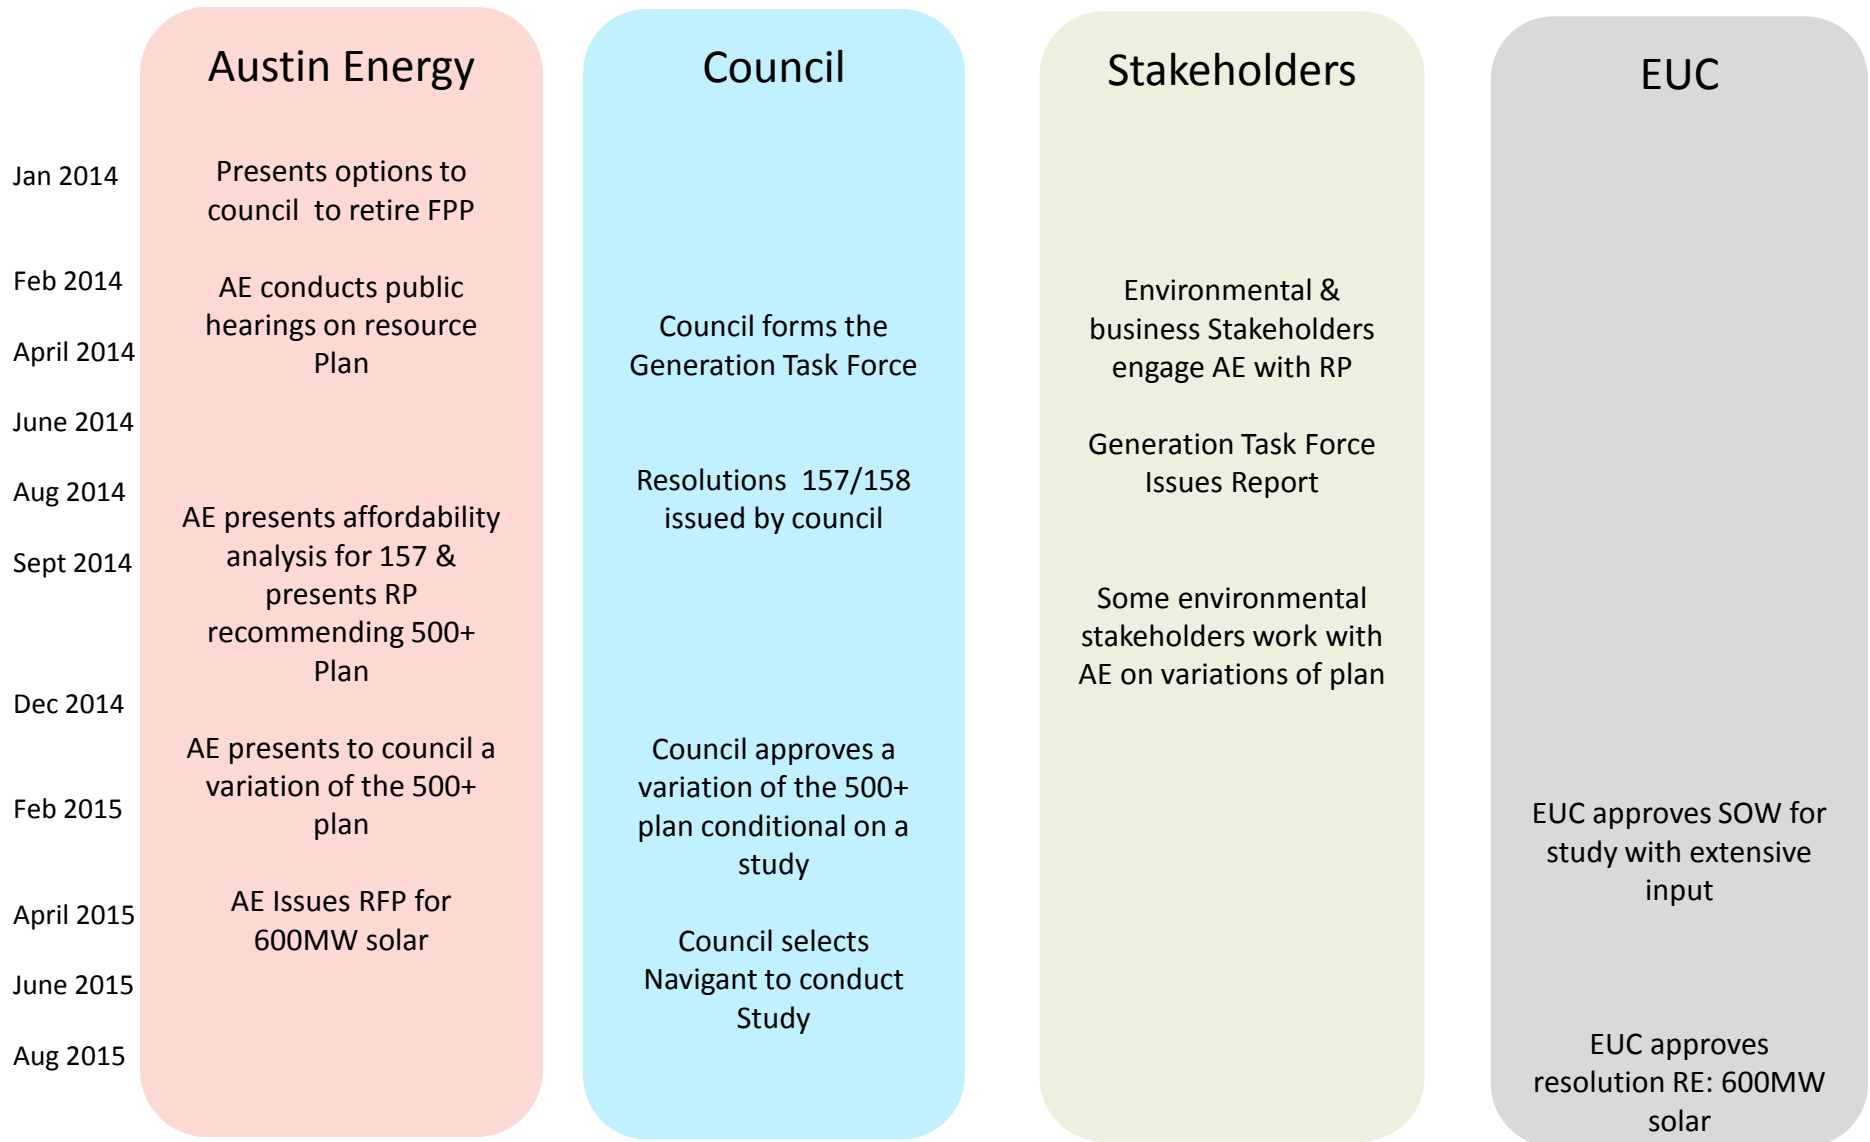 Austin Energy
Council
Stakeholders
EUC
Jan 2014
Feb 2014
April 2014
June 2014
Aug 2014
Sept 2014
Dec 2014
Feb 2015
April 2015
June 2015
Aug 2015
Presents options to
council  to retire FPP
AE conducts public
hearings on resource
Plan
AE presents affordability
analysis for 157 &
presents RP
recommending 500+
Plan
AE presents to council a
variation of the 500+
plan
AE Issues RFP for
600MW solar
Council forms the
Generation Task Force
Resolutions  157/158
issued by council
Council approves a
variation of the 500+
plan conditional on a
study
Council selects
Navigant to conduct
Study
Environmental &
business Stakeholders
engage AE with RP
Generation Task Force
Issues Report
Some environmental
stakeholders work with
AE on variations of plan
EUC approves SOW for
study with extensive
input
EUC approves
resolution RE: 600MW
solar